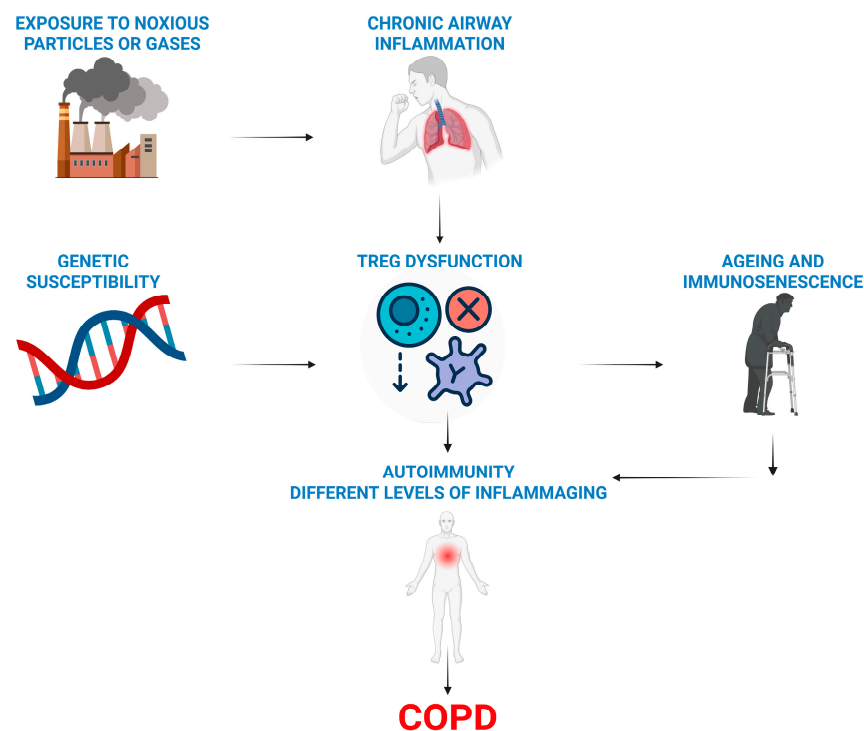 EXPOSURE TO NOXIOUS
PARTICLES OR GASES
CHRONIC AIRWAY
INFLAMMATION
GENETIC
SUSCEPTIBILITY
TREG DYSFUNCTION
AGEING AND
IMMUNOSENESCENCE
AUTOIMMUNITY
DIFFERENT LEVELS OF INFLAMMAGING
COPD